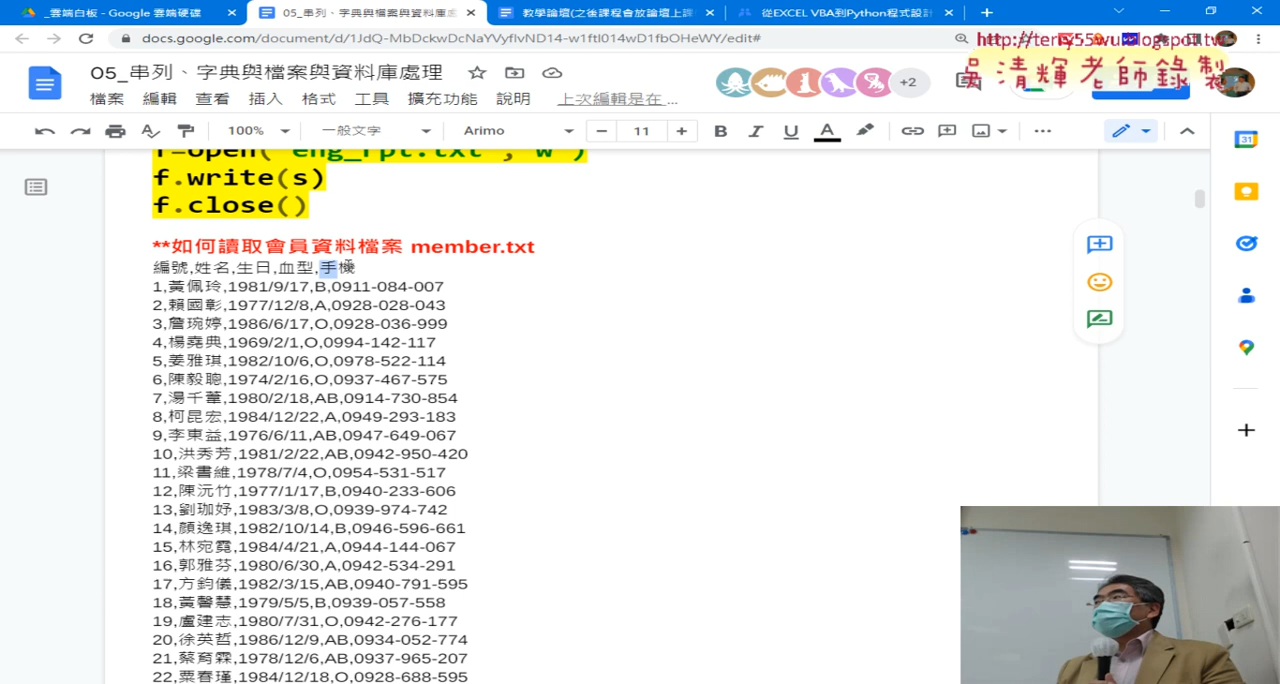 _雲端白板 - Google 雲端硬碟
05_串列、字典與檔案與資料庫處
教學論壇(之後課程會放論壇上課
從EXCEL VBA到Python程式設計
docs.google.com/document/d/1JdQ-MbDckwDcNaYVyflvND14-w1ftI014wD1fbOHeWY/edit#
http://terry55wu.blogspot.tw
吳清輝老師錄製
05_串列、字典與檔案與資料庫處理
+2
檔案 編輯 查看 插入 格式 工具 擴充功能 說明 上次編輯是在 ...
100% 一般文字 Arimo − 11 + B I U A
31
f=open("eng_rpt.txt","w")
f.write(s)
f.close()
**如何讀取會員資料檔案 member.txt
編號,姓名,生日,血型,手機
1,黃佩玲,1981/9/17,B,0911-084-007
2,賴國彰,1977/12/8,A,0928-028-043
3,詹琬婷,1986/6/17,O,0928-036-999
4,楊堯典,1969/2/1,O,0994-142-117
5,姜雅琪,1982/10/6,O,0978-522-114
6,陳毅聰,1974/2/16,O,0937-467-575
7,湯千葦,1980/2/18,AB,0914-730-854
8,柯昆宏,1984/12/22,A,0949-293-183
9,李東益,1976/6/11,AB,0947-649-067
10,洪秀芳,1981/2/22,AB,0942-950-420
11,梁書維,1978/7/4,O,0954-531-517
12,陳沅竹,1977/1/17,B,0940-233-606
13,劉珈妤,1983/3/8,O,0939-974-742
14,顏逸琪,1982/10/14,B,0946-596-661
15,林宛霓,1984/4/21,A,0944-144-067
16,郭雅芬,1980/6/30,A,0942-534-291
17,方鈞儀,1982/3/15,AB,0940-791-595
18,黃馨慧,1979/5/5,B,0939-057-558
19,盧建志,1980/7/31,O,0942-276-177
20,徐英哲,1986/12/9,AB,0934-052-774
21,蔡育霖,1978/12/6,AB,0937-965-207
22,粟春瑾,1984/12/18,O,0928-688-595